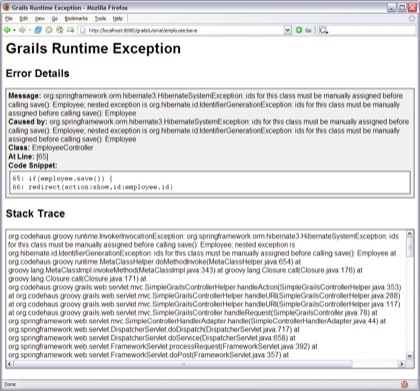 Grails Runtime Exception - Mozilla Firefox
File Edit View Go Bookmarks Tools Help
http://localhost:8080/grailstutorial/employee/save
Go
Grails Runtime Exception
Error Details
Message: org.springframework.orm.hibernate3.HibernateSystemException: ids for this class must be manually assigned before
calling save(): Employee; nested exception is org.hibernate.id.IdentifierGenerationException: ids for this class must be manually
assigned before calling save(): Employee
Caused by: org.springframework.orm.hibernate3.HibernateSystemException: ids for this class must be manually assigned before
calling save(): Employee; nested exception is org.hibernate.id.IdentifierGenerationException: ids for this class must be manually
assigned before calling save(): Employee
Class: EmployeeController
At Line: [65]
Code Snippet:
65: if(employee.save()) {
66: redirect(action:show,id:employee.id)
Stack Trace
org.codehaus.groovy.runtime.InvokerInvocationException: org.springframework.orm.hibernate3.HibernateSystemException: ids
for this class must be manually assigned before calling save(): Employee; nested exception is
org.hibernate.id.IdentifierGenerationException: ids for this class must be manually assigned before calling save(): Employee at
org.codehaus.groovy.runtime.MetaClassHelper.doMethodInvoke(MetaClassHelper.java:654) at
groovy.lang.MetaClassImpl.invokeMethod(MetaClassImpl.java:343) at groovy.lang.Closure.call(Closure.java:176) at
groovy.lang.Closure.call(Closure.java:171) at
org.codehaus.groovy.grails.web.servlet.mvc.SimpleGrailsControllerHelper.handleAction(SimpleGrailsControllerHelper.java:353)
at org.codehaus.groovy.grails.web.servlet.mvc.SimpleGrailsControllerHelper.handleURI(SimpleGrailsControllerHelper.java:288)
at org.codehaus.groovy.grails.web.servlet.mvc.SimpleGrailsControllerHelper.handleURI(SimpleGrailsControllerHelper.java:117)
at org.codehaus.groovy.grails.web.servlet.mvc.SimpleGrailsController.handleRequest(SimpleGrailsController.java:78) at
org.springframework.web.servlet.mvc.SimpleControllerHandlerAdapter.handle(SimpleControllerHandlerAdapter.java:44) at
org.springframework.web.servlet.DispatcherServlet.doDispatch(DispatcherServlet.java:717) at
org.springframework.web.servlet.DispatcherServlet.doService(DispatcherServlet.java:658) at
org.springframework.web.servlet.FrameworkServlet.processRequest(FrameworkServlet.java:392) at
org.springframework.web.servlet.FrameworkServlet.doPost(FrameworkServlet.java:357) at
Done